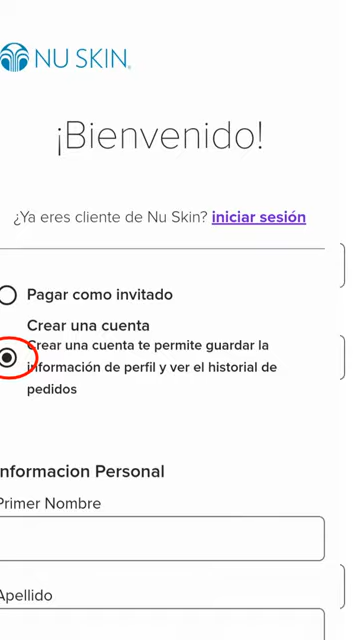 NU SKIN
¡Bienvenido!
¿Ya eres cliente de Nu Skin? iniciar sesión
Pagar como invitado
Crear una cuenta
Crear una cuenta te permite guardar la
información de perfil y ver el historial de
pedidos
nformacion Personal
Primer Nombre
Apellido